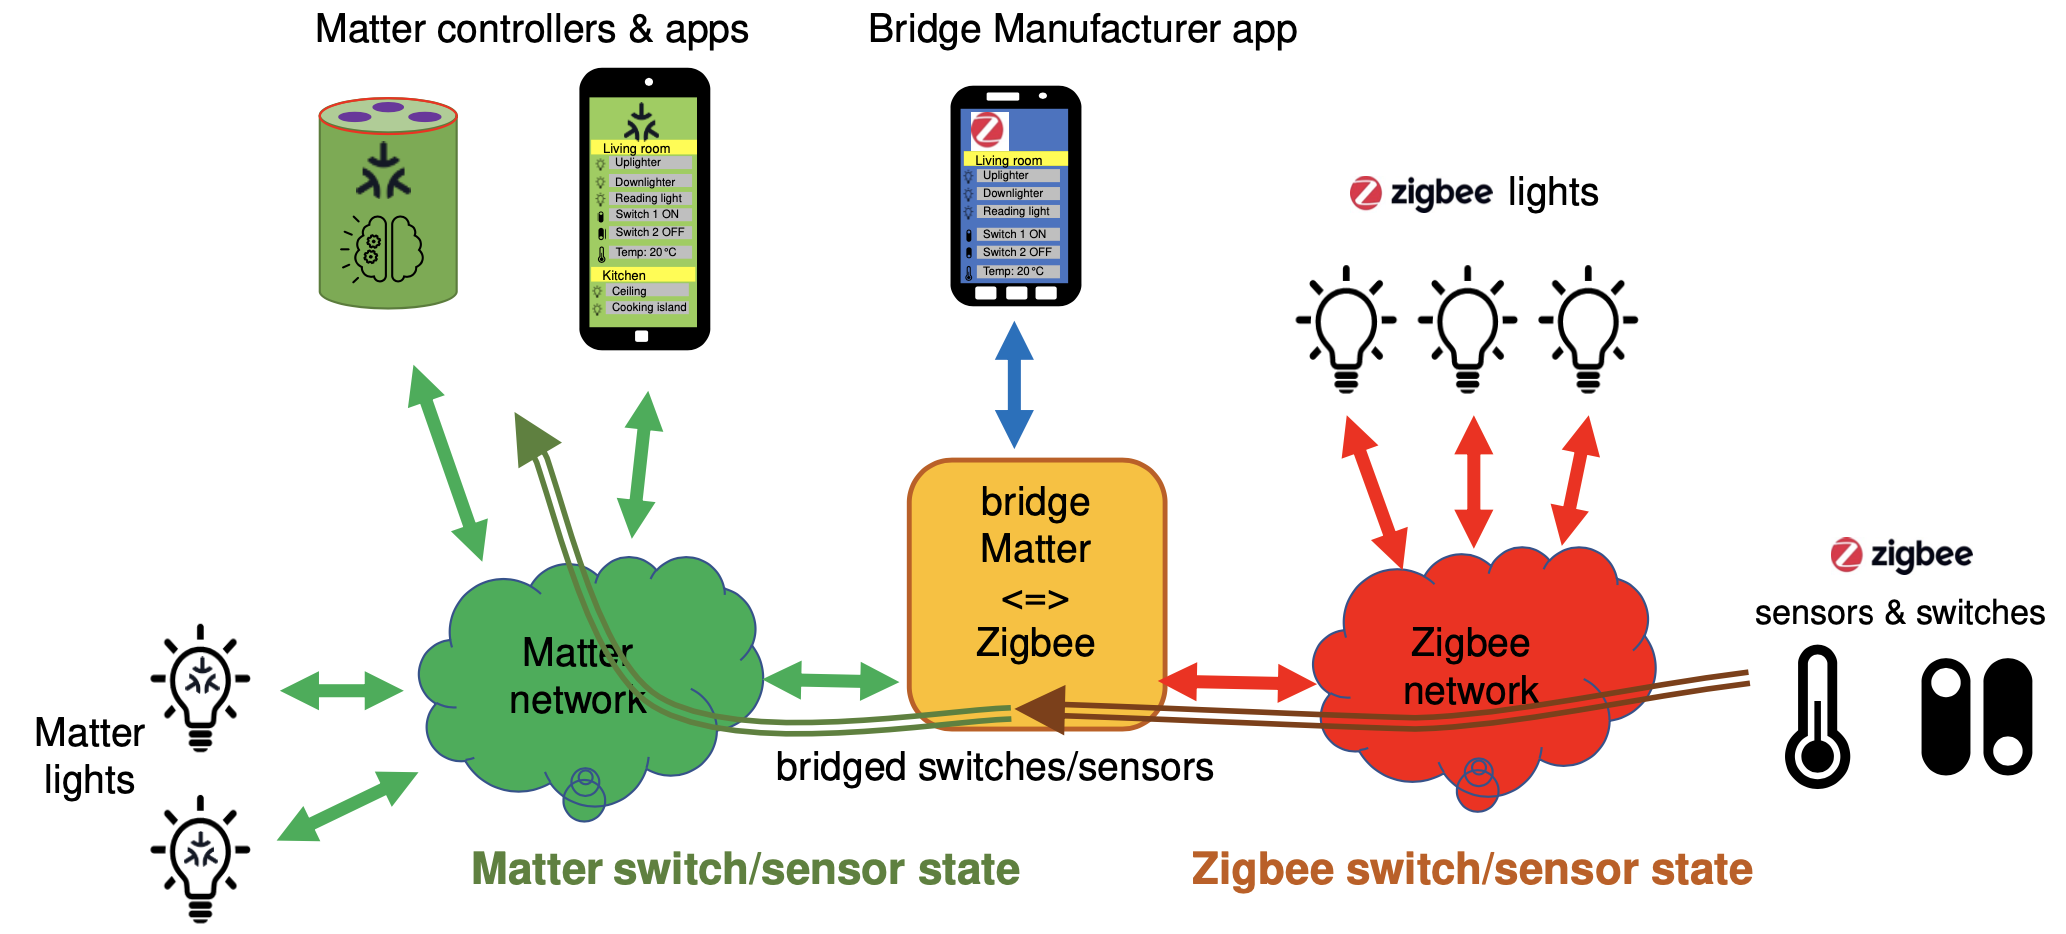 Matter controllers & apps
Bridge Manufacturer app
Living room
Uplighter
Downlighter
Reading light
Switch 1 ON
Switch 2 OFF
Temp: 20°C
Kitchen
Ceiling
Cooking island
Living room
Uplighter
Downlighter
Reading light
Switch 1 ON
Switch 2 OFF
Temp: 20°C
zigbee lights
bridge
Matter
<=>
Zigbee
Matter
network
Zigbee
network
zigbee
sensors & switches
Matter
lights
bridged switches/sensors
Matter switch/sensor state
Zigbee switch/sensor state